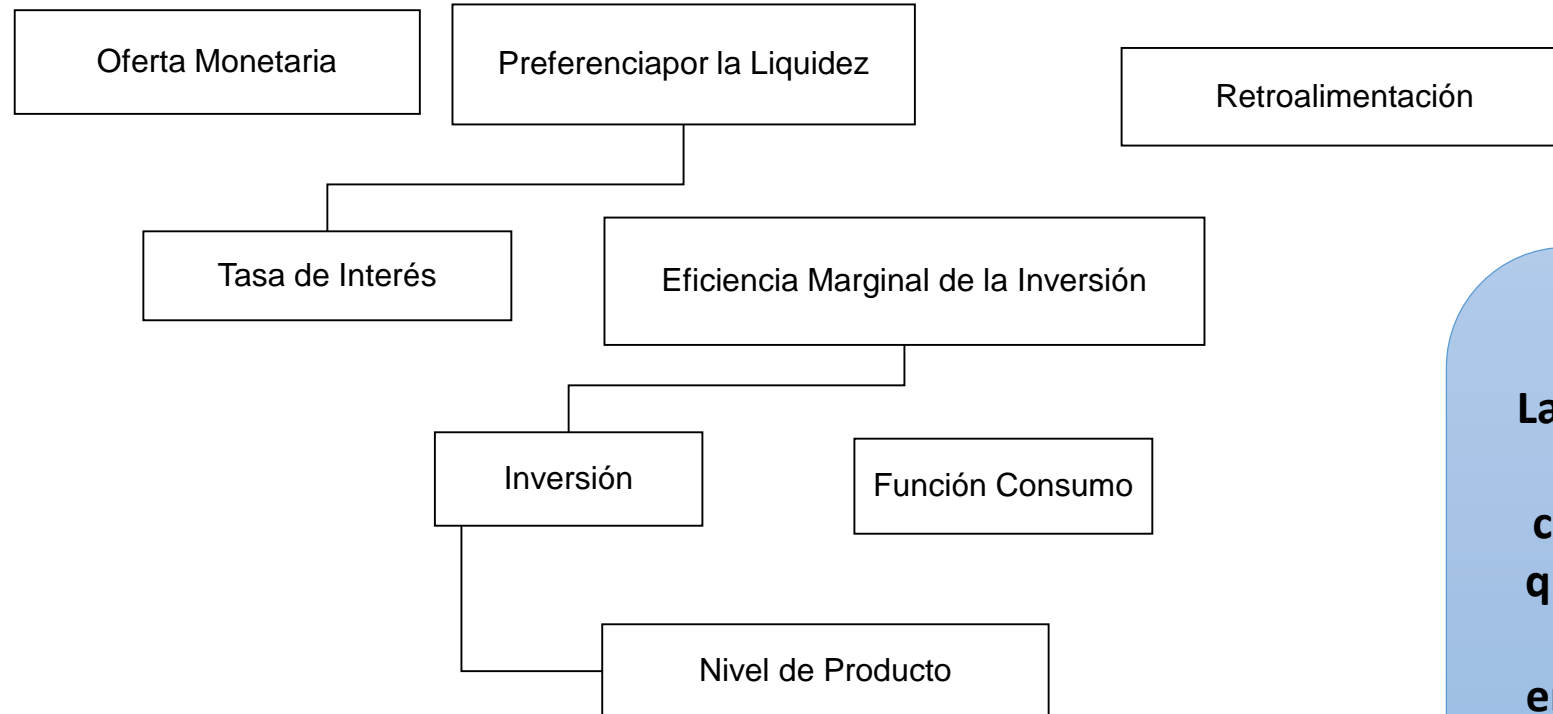 Oferta Monetaria
Preferenciapor la Liquidez
Retroalimentación
Tasa de Interés
Eficiencia Marginal de la Inversión
Inversión
Función Consumo
Nivel de Producto